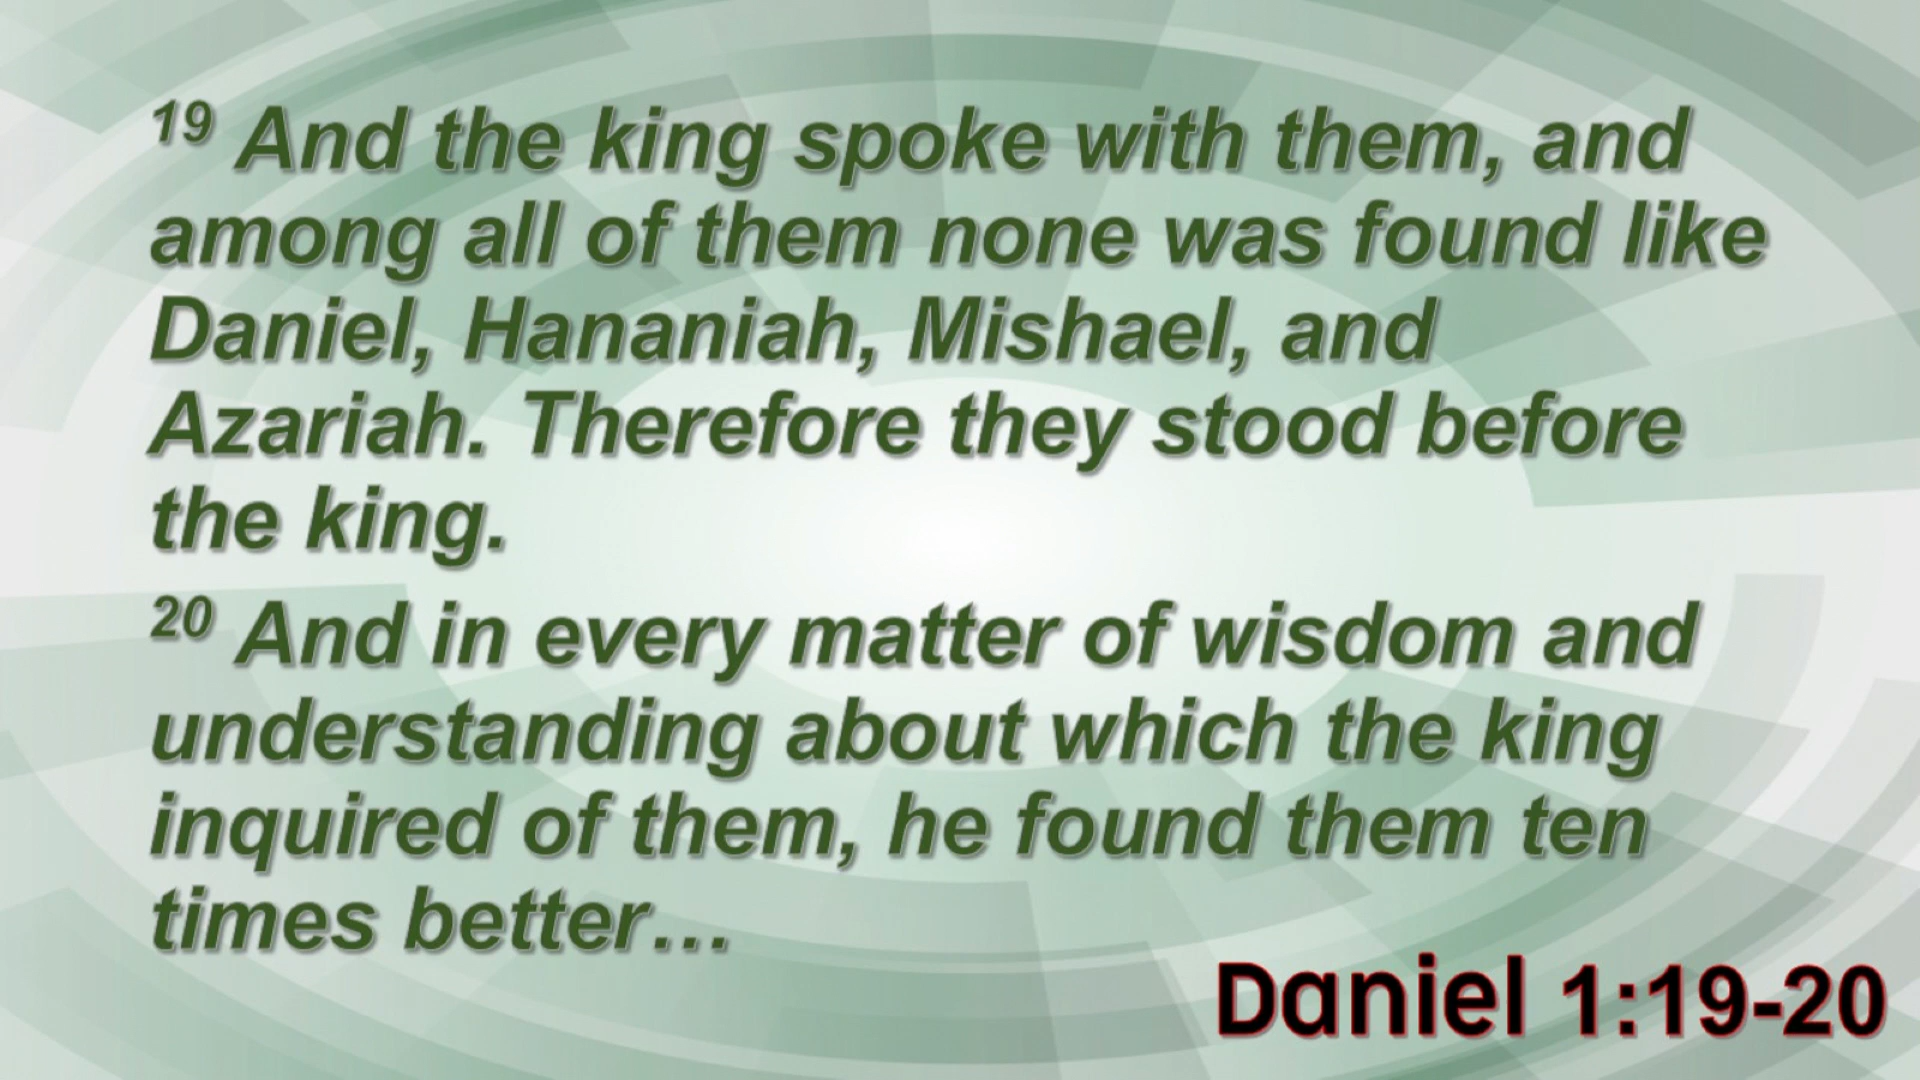 19 And the king spoke with them, and
among all of them none was found like
Daniel, Hananiah, Mishael, and
Azariah. Therefore they stood before
the king.
20 And in every matter of wisdom and
understanding about which the king
inquired of them, he found them ten
times better…
Daniel 1:19-20